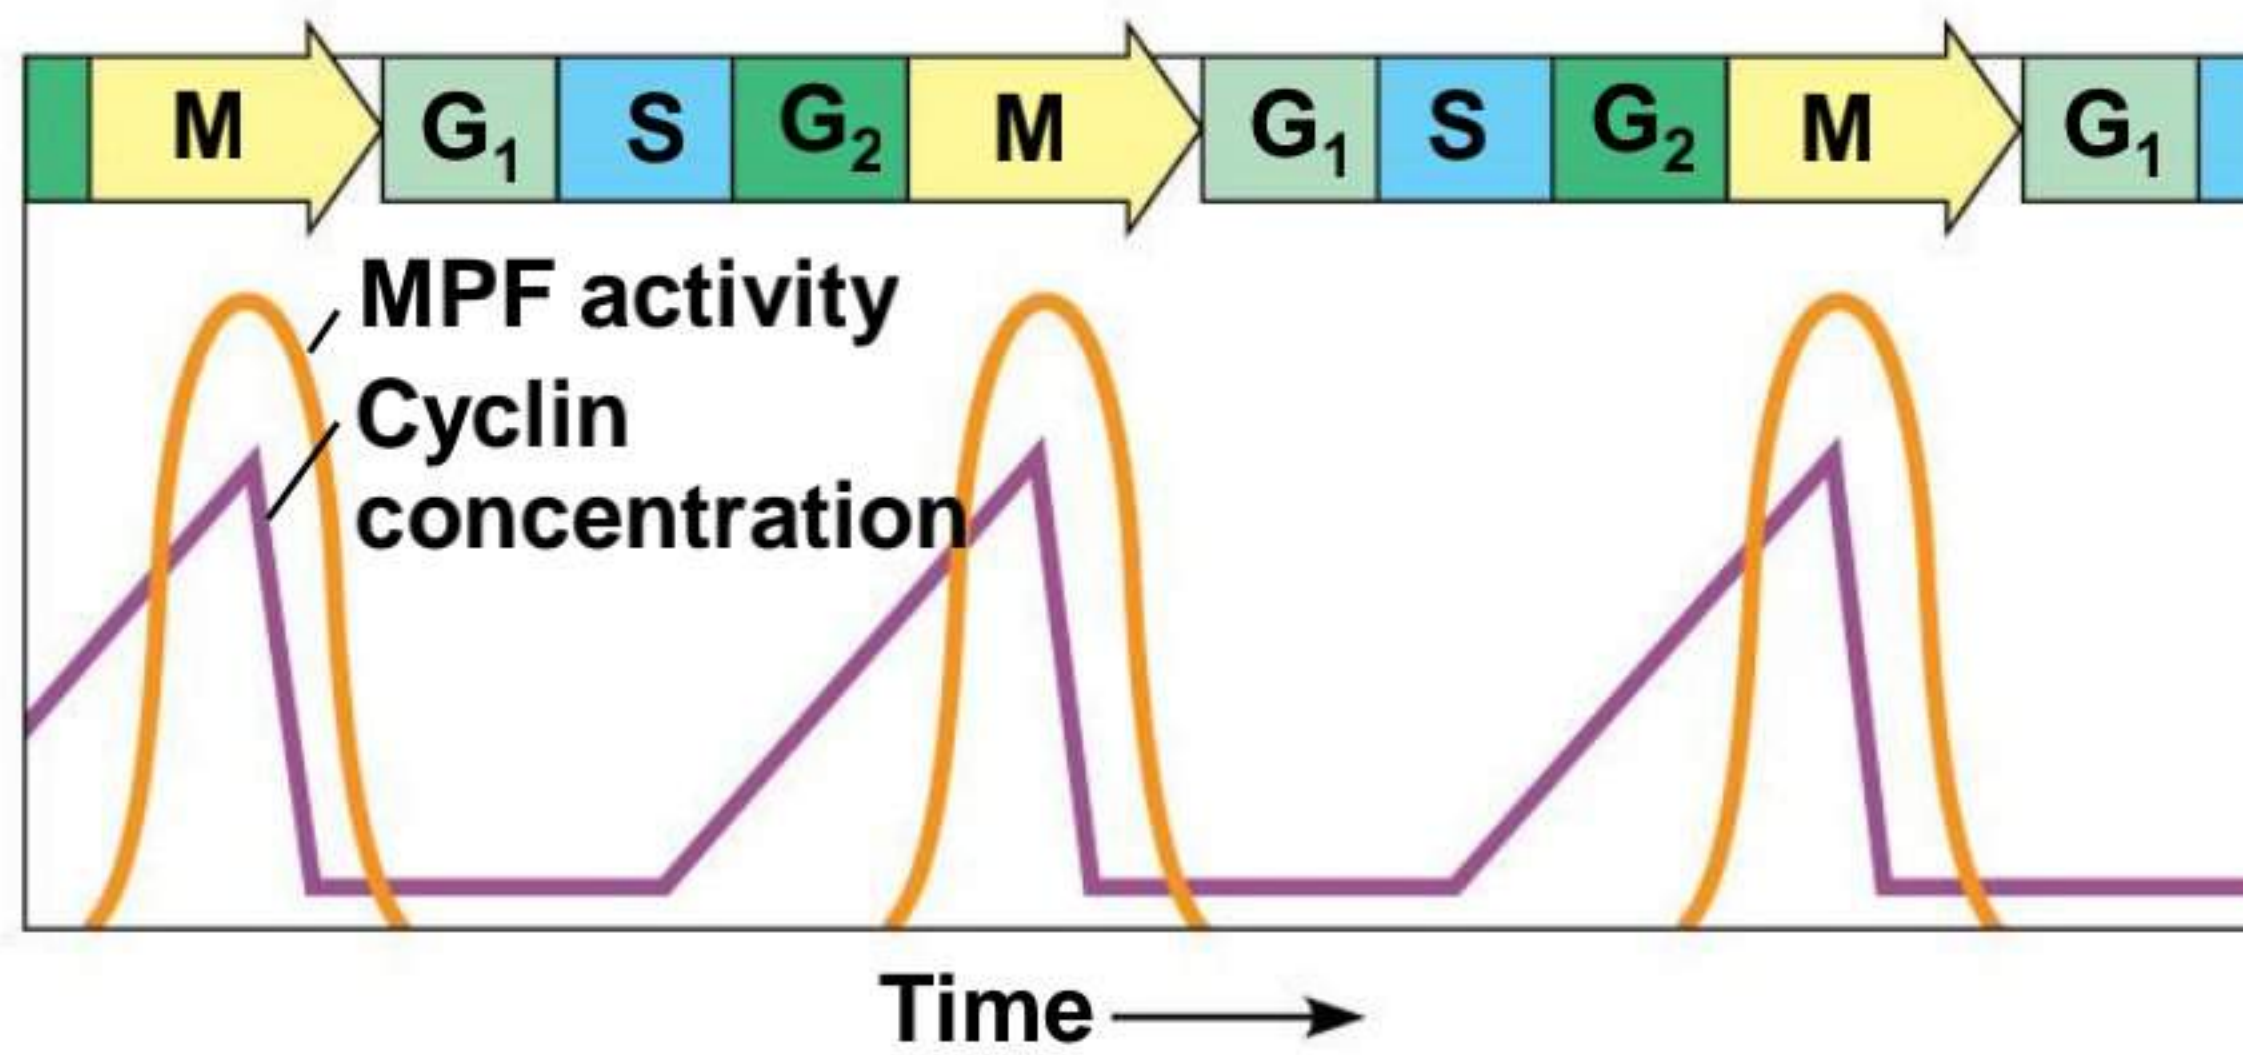 M G₁ S G₂ M G₁ S G₂ M G₁
MPF activity
Cyclin
concentration
Time